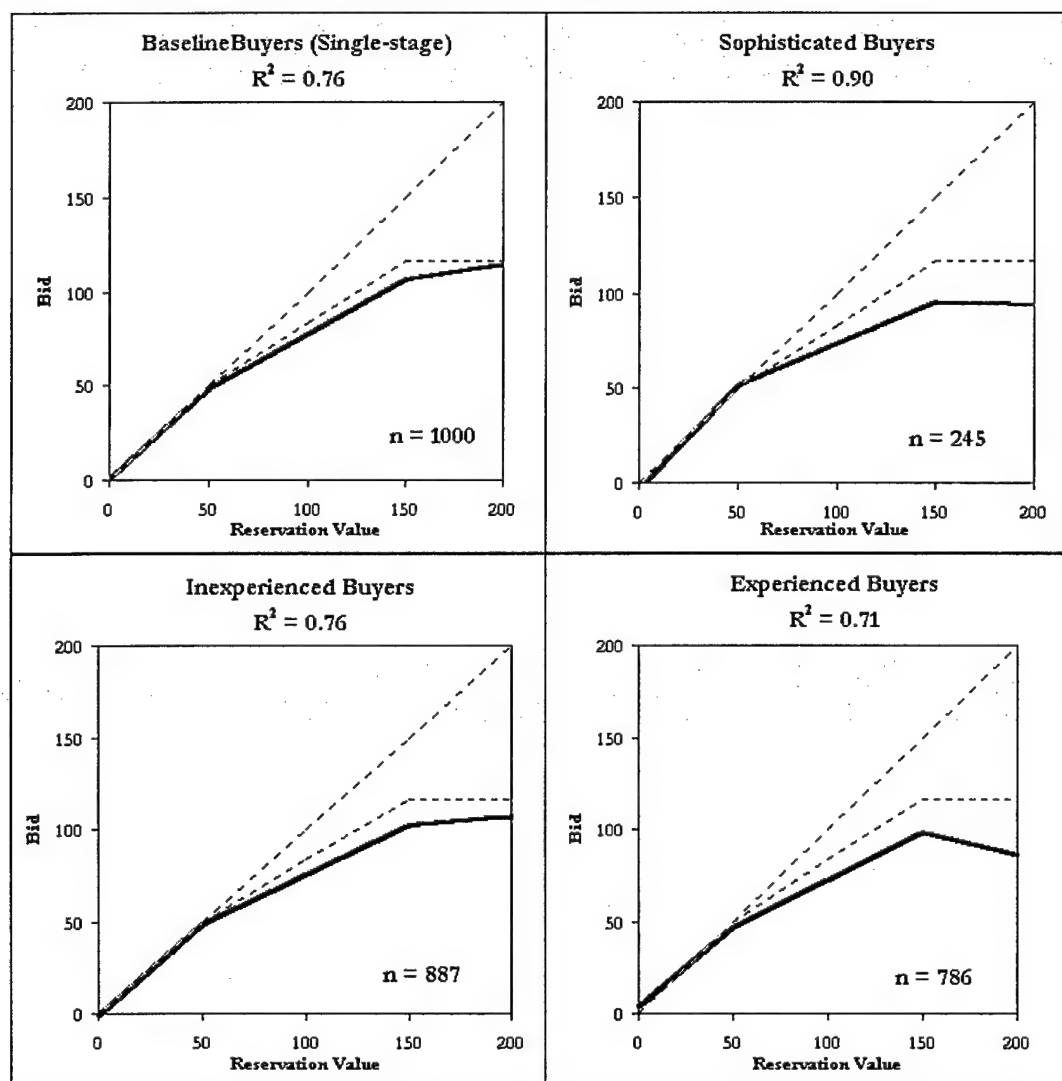 BaselineBuyers (Single-stage)
R² = 0.76
200
150
100
50
0
Bid
n = 1000
0 50 100 150 200
Reservation Value
Sophisticated Buyers
R² = 0.90
200
150
100
50
0
Bid
n = 245
0 50 100 150 200
Reservation Value
Inexperienced Buyers
R² = 0.76
200
150
100
50
0
Bid
n = 887
0 50 100 150 200
Reservation Value
Experienced Buyers
R² = 0.71
200
150
100
50
0
Bid
n = 786
0 50 100 150 200
Reservation Value